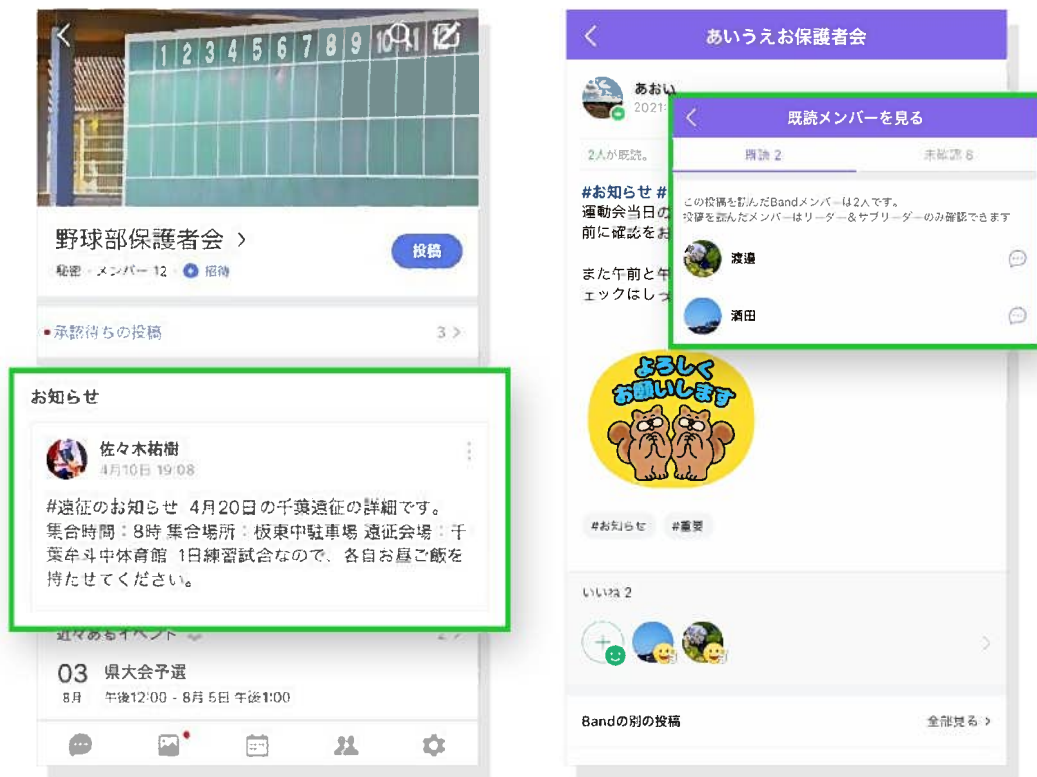 1 2 3 4 5 6 7 8 9 10 11 12
野球部保護者会 >
投稿
秘密・メンバー 12・招待
承認待ちの投稿
3 >
お知らせ
佐々木祐樹
4月10日 19:08
#遠征のお知らせ 4月20日の千葉遠征の詳細です。
集合時間：8時 集合場所：板東中駐車場 遠征会場：千
葉牟斗中体育館 1日練習試合なので、各自お昼ご飯を
持たせてください。
近々あるイベント
2 >
03 県大会予選
8月 午後12:00 - 8月 5日 午後1:00
あいうえお保護者会
あおい
2021:
2人が既読。
#お知らせ #
運動会当日の
前に確認をお
また午前と午
ェックはしっ
既読メンバーを見る
既読 2
未確認 8
この投稿を読んだBandメンバーは2人です。
投稿を読んだメンバーはリーダー＆サブリーダーのみ確認できます
渡邉
酒田
よろしく
お願いします
#お知らせ #重要
いいね 2
Bandの別の投稿
全部見る >